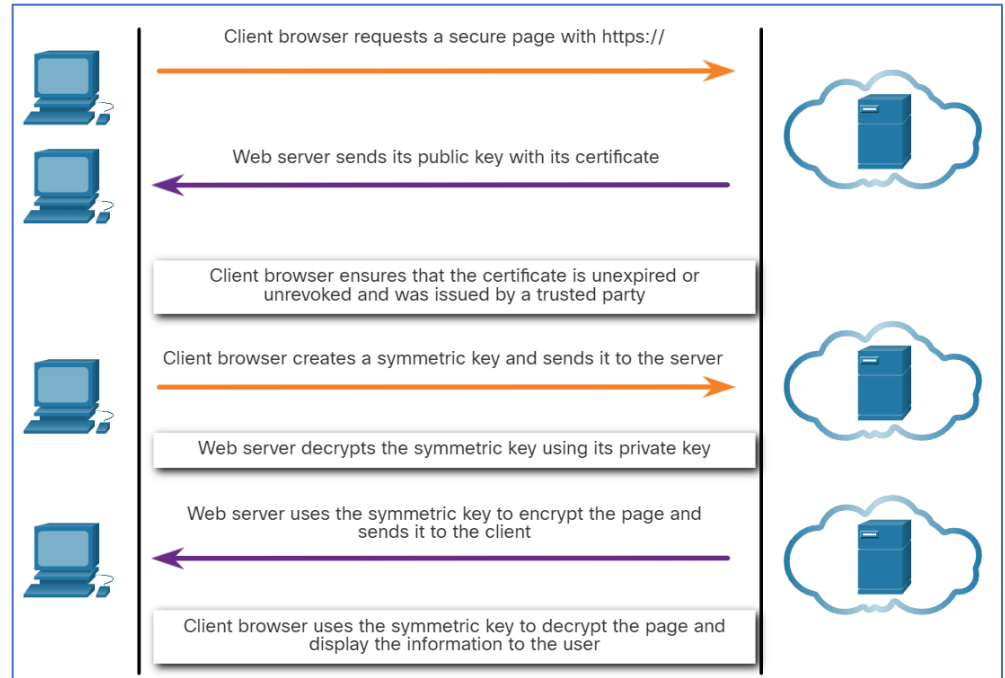 Client browser requests a secure page with https://
Web server sends its public key with its certificate
Client browser ensures that the certificate is unexpired or
unrevoked and was issued by a trusted party
Client browser creates a symmetric key and sends it to the server
Web server decrypts the symmetric key using its private key
Web server uses the symmetric key to encrypt the page and
sends it to the client
Client browser uses the symmetric key to decrypt the page and
display the information to the user